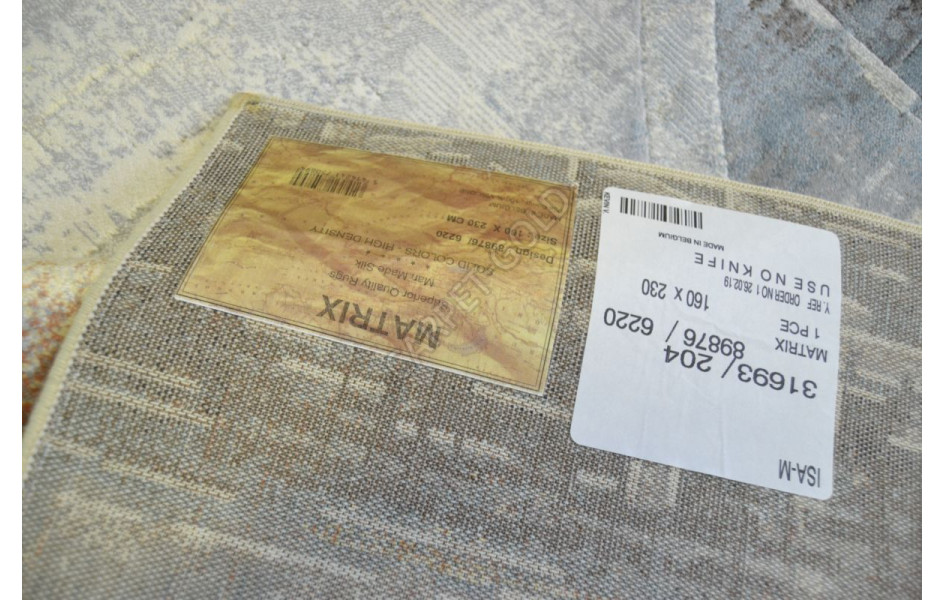 ISA-M
31693/204
89876/ 6220
MATRIX
1 PCE
160 x 230
Y. REF ORDER NO 1 26.02.19
USE NO KNIFE
MADE IN BELGIUM
KEVIN V.
MATRIX
Superior Quality Rugs
Man Made Silk
SOLID COLORS - HIGH DENSITY
Design : 89876/ 6220
Size : 160 X 230 CM